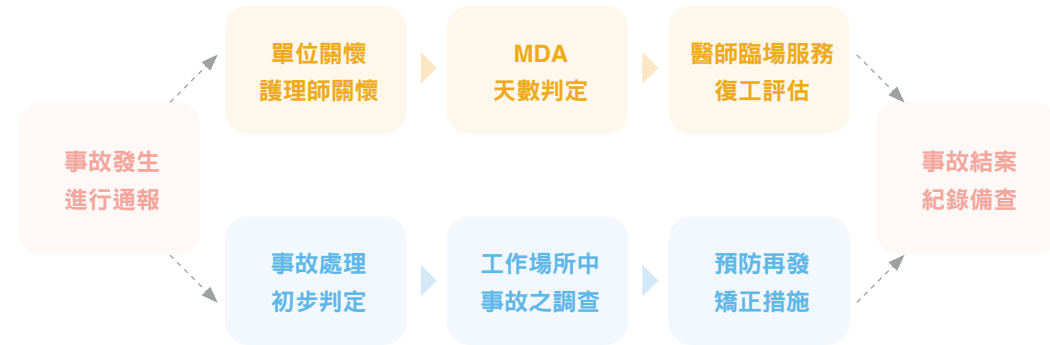 事故發生
進行通報
單位關懷
護理師關懷
MDA
天數判定
醫師臨場服務
復工評估
事故處理
初步判定
工作場所中
事故之調查
預防再發
矯正措施
事故結案
紀錄備查